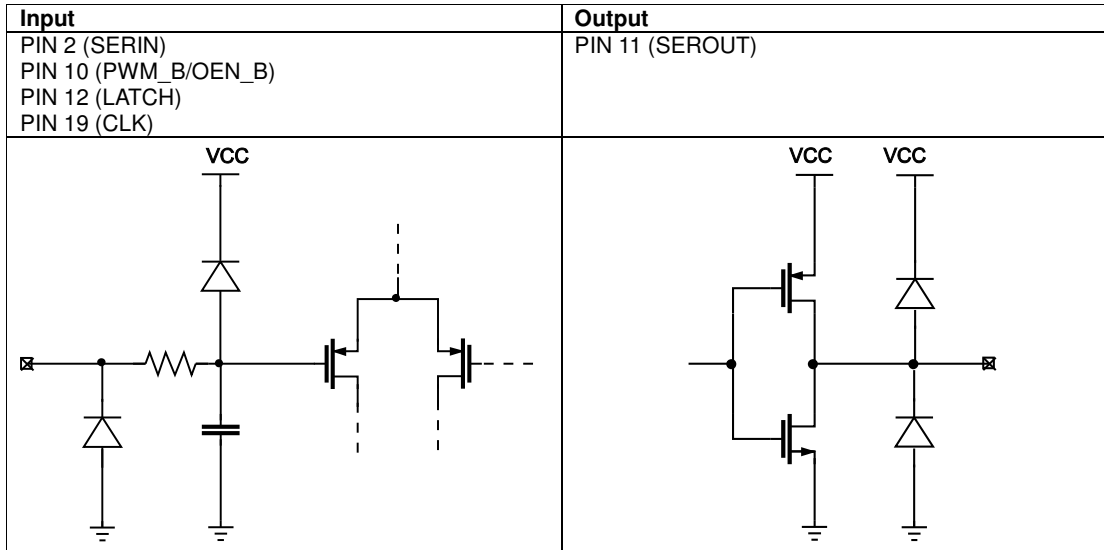 Input
Output
PIN 2 (SERIN)
PIN 10 (PWM_B/OEN_B)
PIN 12 (LATCH)
PIN 19 (CLK)
PIN 11 (SEROUT)
VCC
VCC
VCC